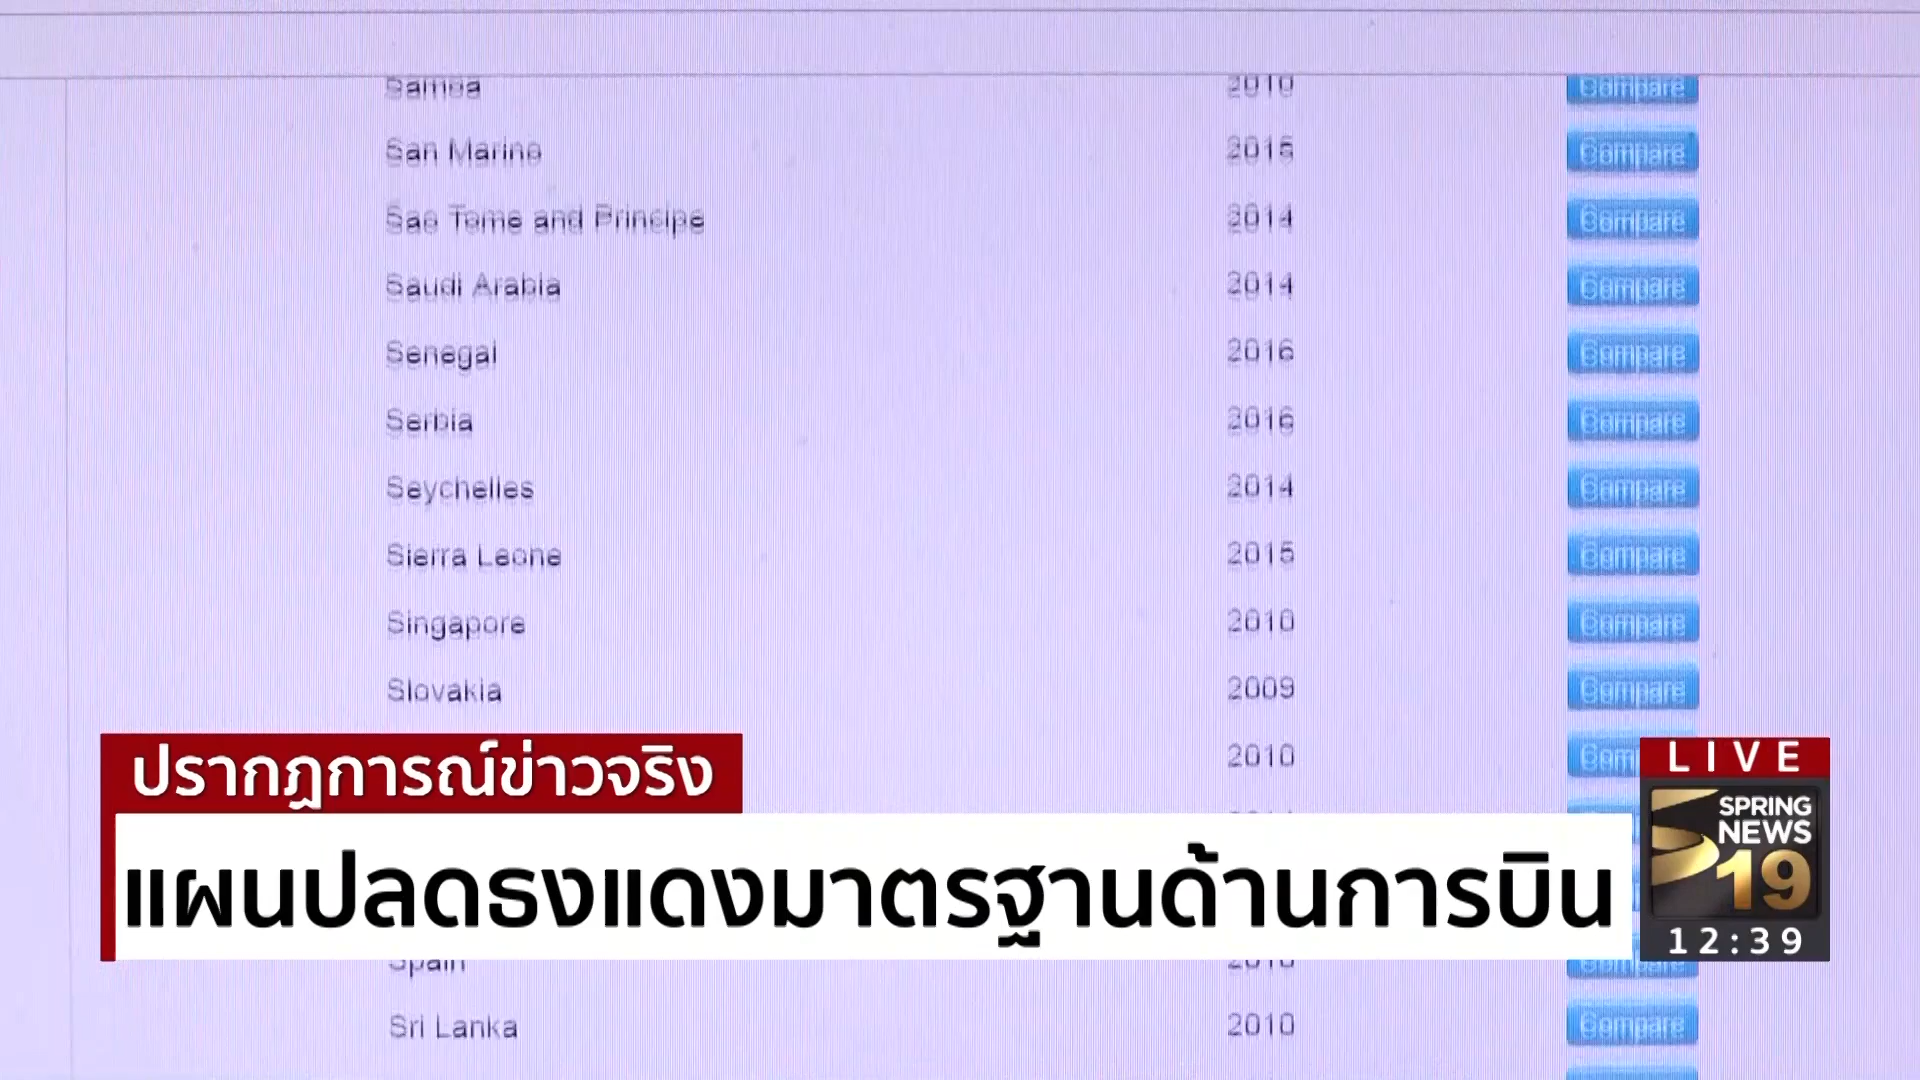 Samoa 2010 Compare
San Marino 2015 Compare
Sao Tome and Principe 2014 Compare
Saudi Arabia 2014 Compare
Senegal 2016 Compare
Serbia 2016 Compare
Seychelles 2014 Compare
Sierra Leone 2015 Compare
Singapore 2010 Compare
Slovakia 2009 Compare
2010
ปรากฏการณ์ข่าวจริง
แผนปลดธงแดงมาตรฐานด้านการบิน
LIVE
SPRING
NEWS
19
12:39
Spain 2010 Compare
Sri Lanka 2010 Compare